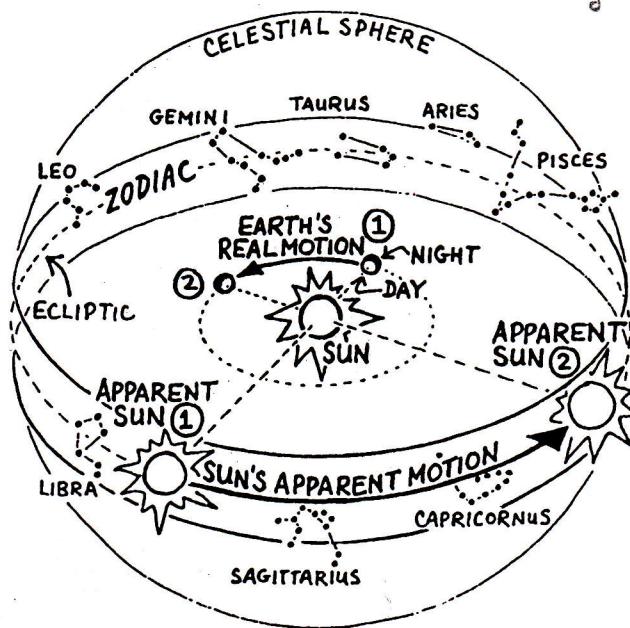 CELESTIAL SPHERE
GEMINI
TAURUS
ARIES
LEO
ZODIAC
PISCES
EARTH'S
REAL MOTION
1
NIGHT
2
DAY
ECLIPTIC
SUN
APPARENT
SUN 2
APPARENT
SUN 1
LIBRA
SUN'S APPARENT MOTION
CAPRICORNUS
SAGITTARIUS